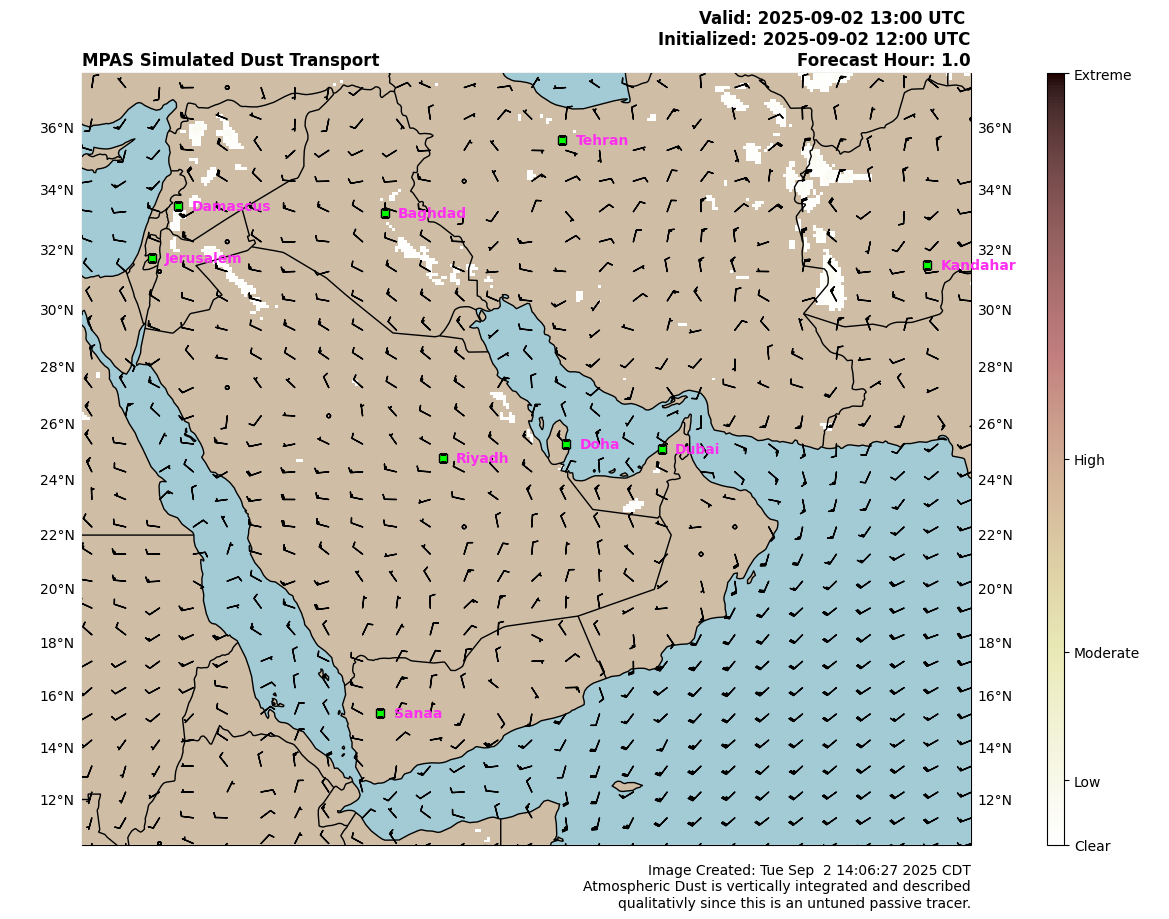 Valid: 2025-09-02 13:00 UTC
Initialized: 2025-09-02 12:00 UTC
MPAS Simulated Dust Transport
Forecast Hour: 1.0
Extreme
36°N
36°N
Tehran
34°N
34°N
Damascus
Baghdad
32°N
32°N
Jerusalem
Kandahar
30°N
30°N
28°N
28°N
26°N
26°N
Doha
Dubai
Riyadh
High
24°N
24°N
22°N
22°N
20°N
20°N
18°N
18°N
Moderate
16°N
16°N
Sanaa
14°N
14°N
Low
12°N
12°N
Clear
Image Created: Tue Sep  2 14:06:27 2025 CDT
Atmospheric Dust is vertically integrated and described
qualitativly since this is an untuned passive tracer.